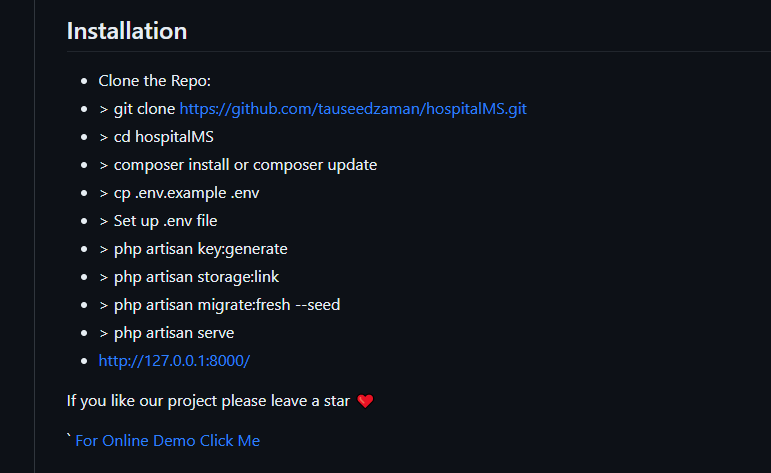 Installation
Clone the Repo:
> git clone https://github.com/tauseedzaman/hospitalMS.git
> cd hospitalMS
> composer install or composer update
> cp .env.example .env
> Set up .env file
> php artisan key:generate
> php artisan storage:link
> php artisan migrate:fresh --seed
> php artisan serve
http://127.0.0.1:8000/
If you like our project please leave a star ❤️
` For Online Demo Click Me